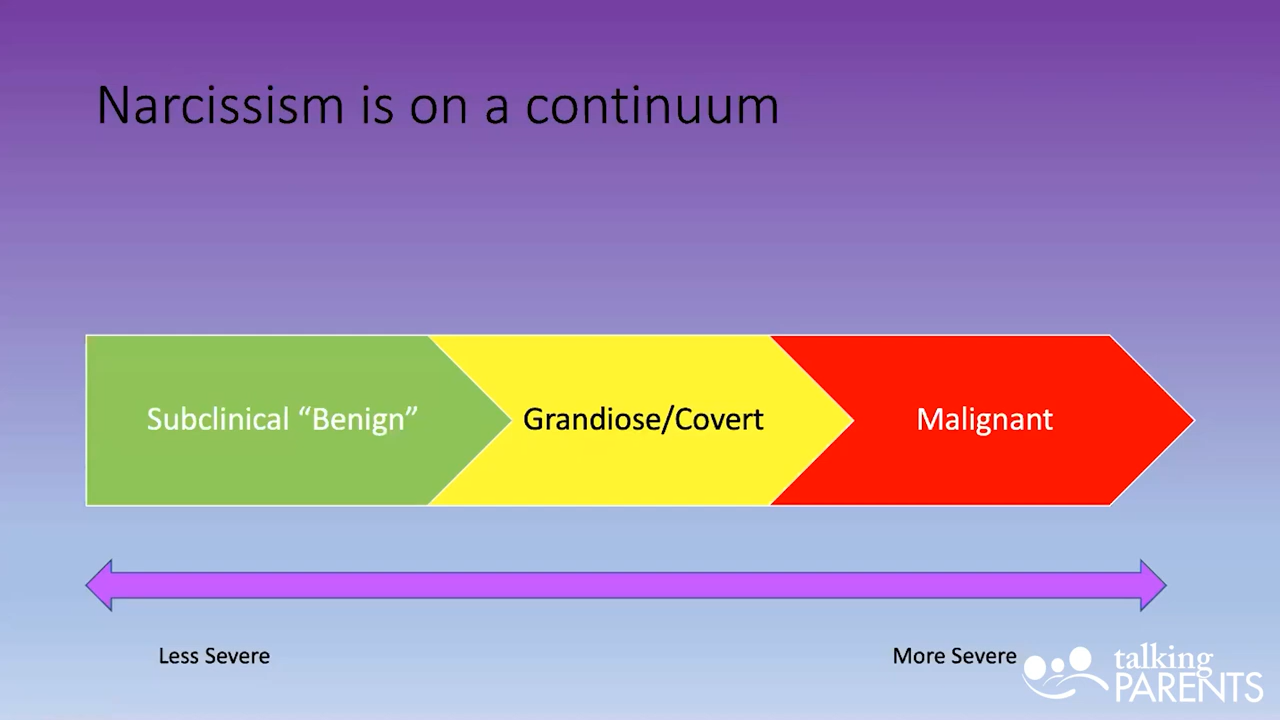 Narcissism is on a continuum
Subclinical “Benign”
Grandiose/Covert
Malignant
Less Severe
More Severe
talking
PARENTS